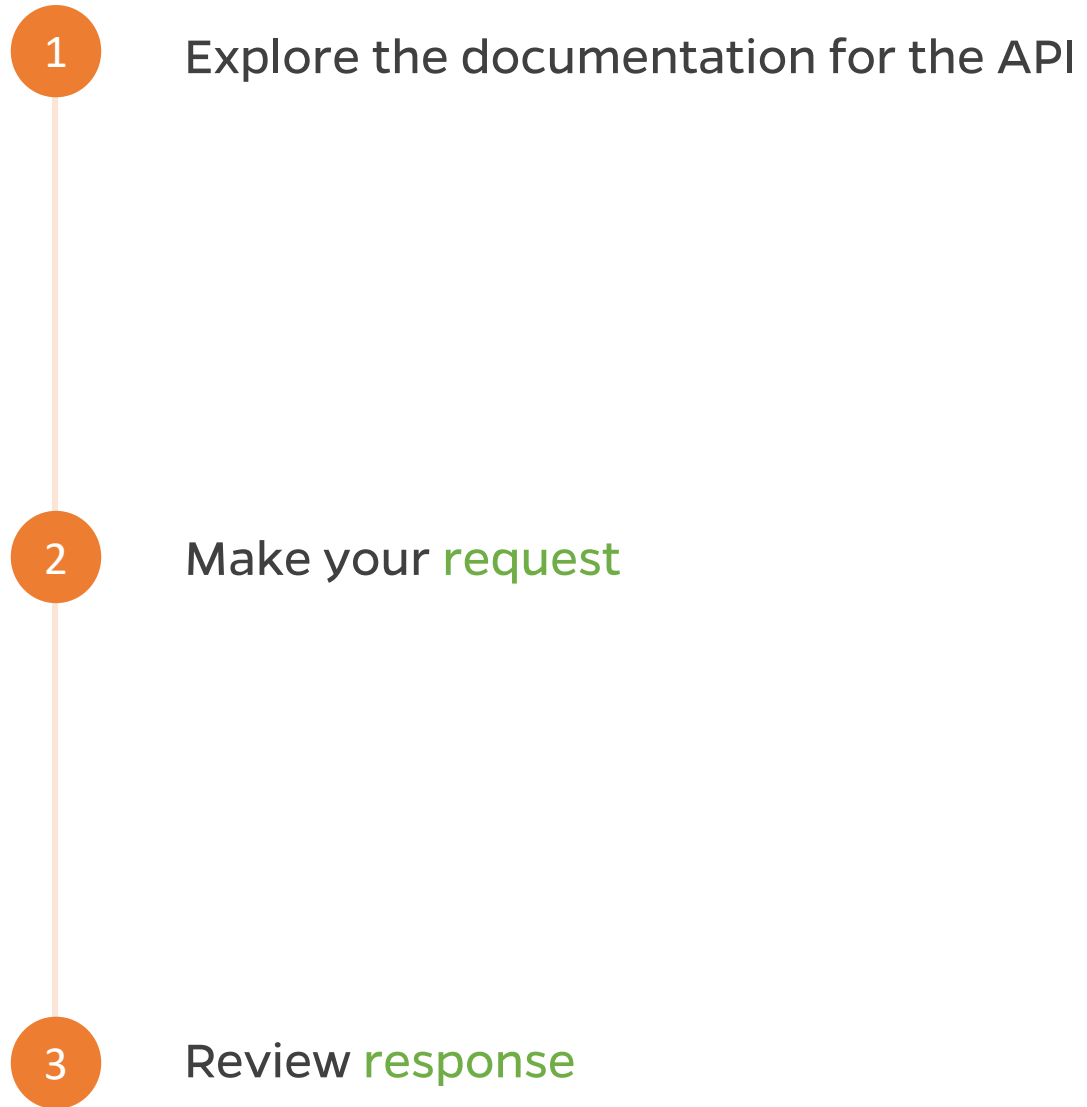 1
Explore the documentation for the API
2
Make your request
3
Review response